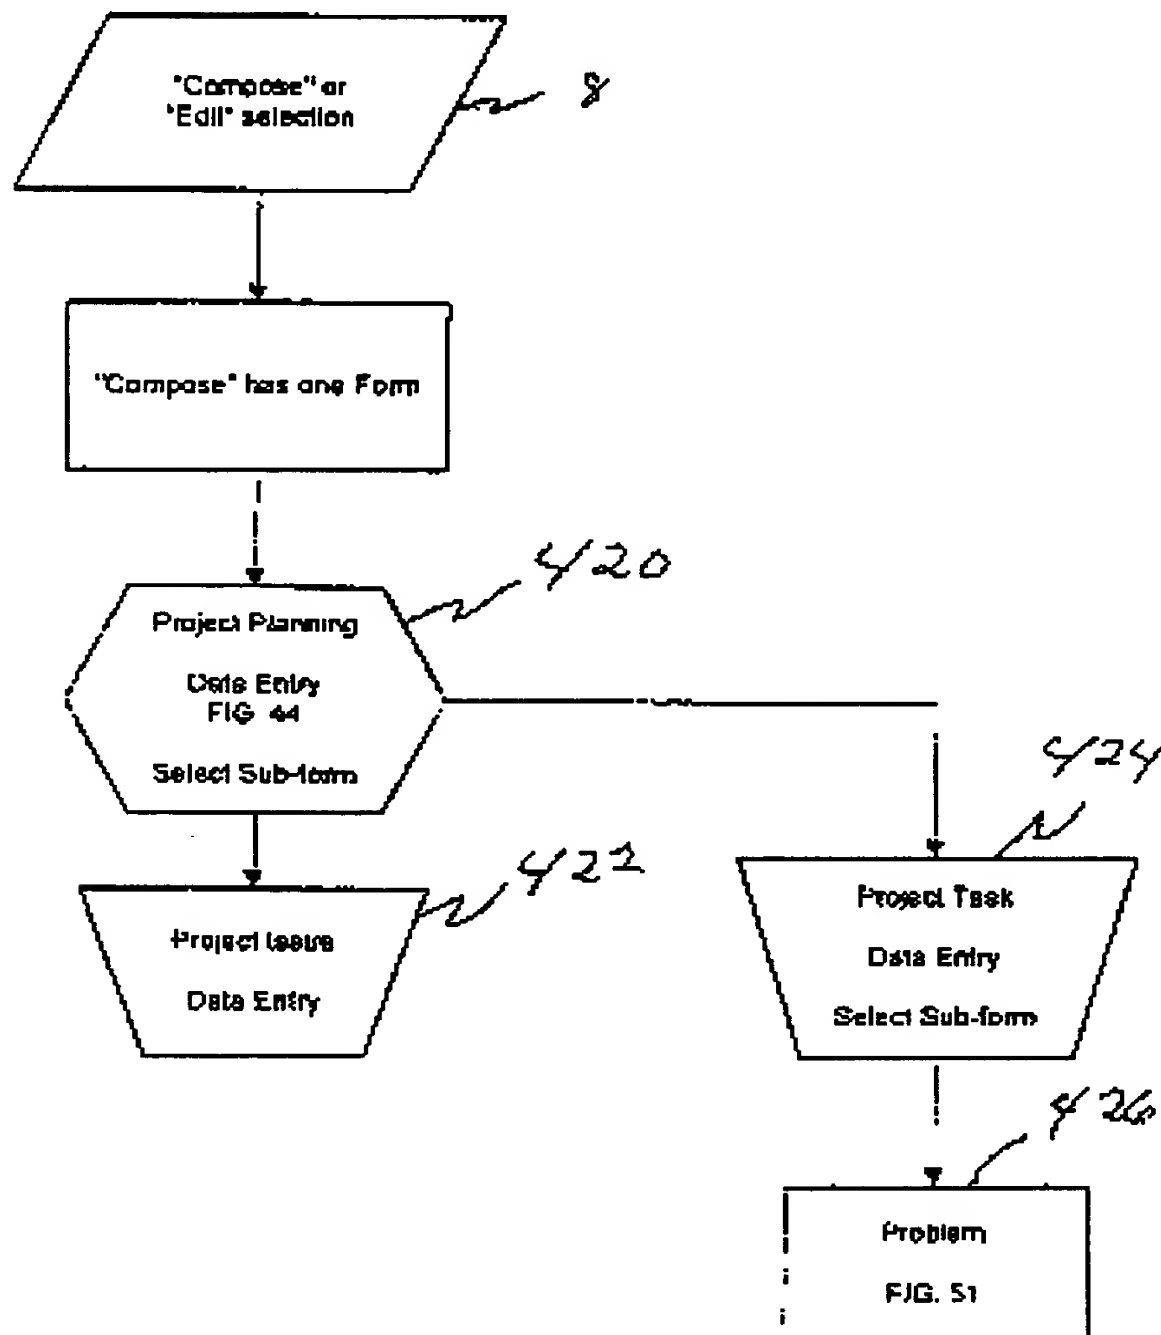 "Compose" or
"Edit" selection
8
"Compose" has one Form
420
Project Planning
Data Entry
FIG 44
Select Sub-form
424
422
Project Issue
Data Entry
Project Task
Data Entry
Select Sub-form
426
Problem
FIG. 51